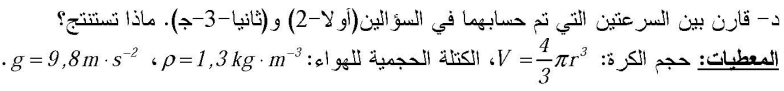 د- قارن بين السرعتين التي تم حسابهما في السؤالين(أولا-2) و(ثانيا-3-ج). ماذا تستنتج؟
المعطيات: حجم الكرة: $V = \frac{4}{3}\pi r^3$، الكتلة الحجمية للهواء: $\rho = 1,3\,kg \cdot m^{-3}$، $g = 9,8\,m \cdot s^{-2}$.